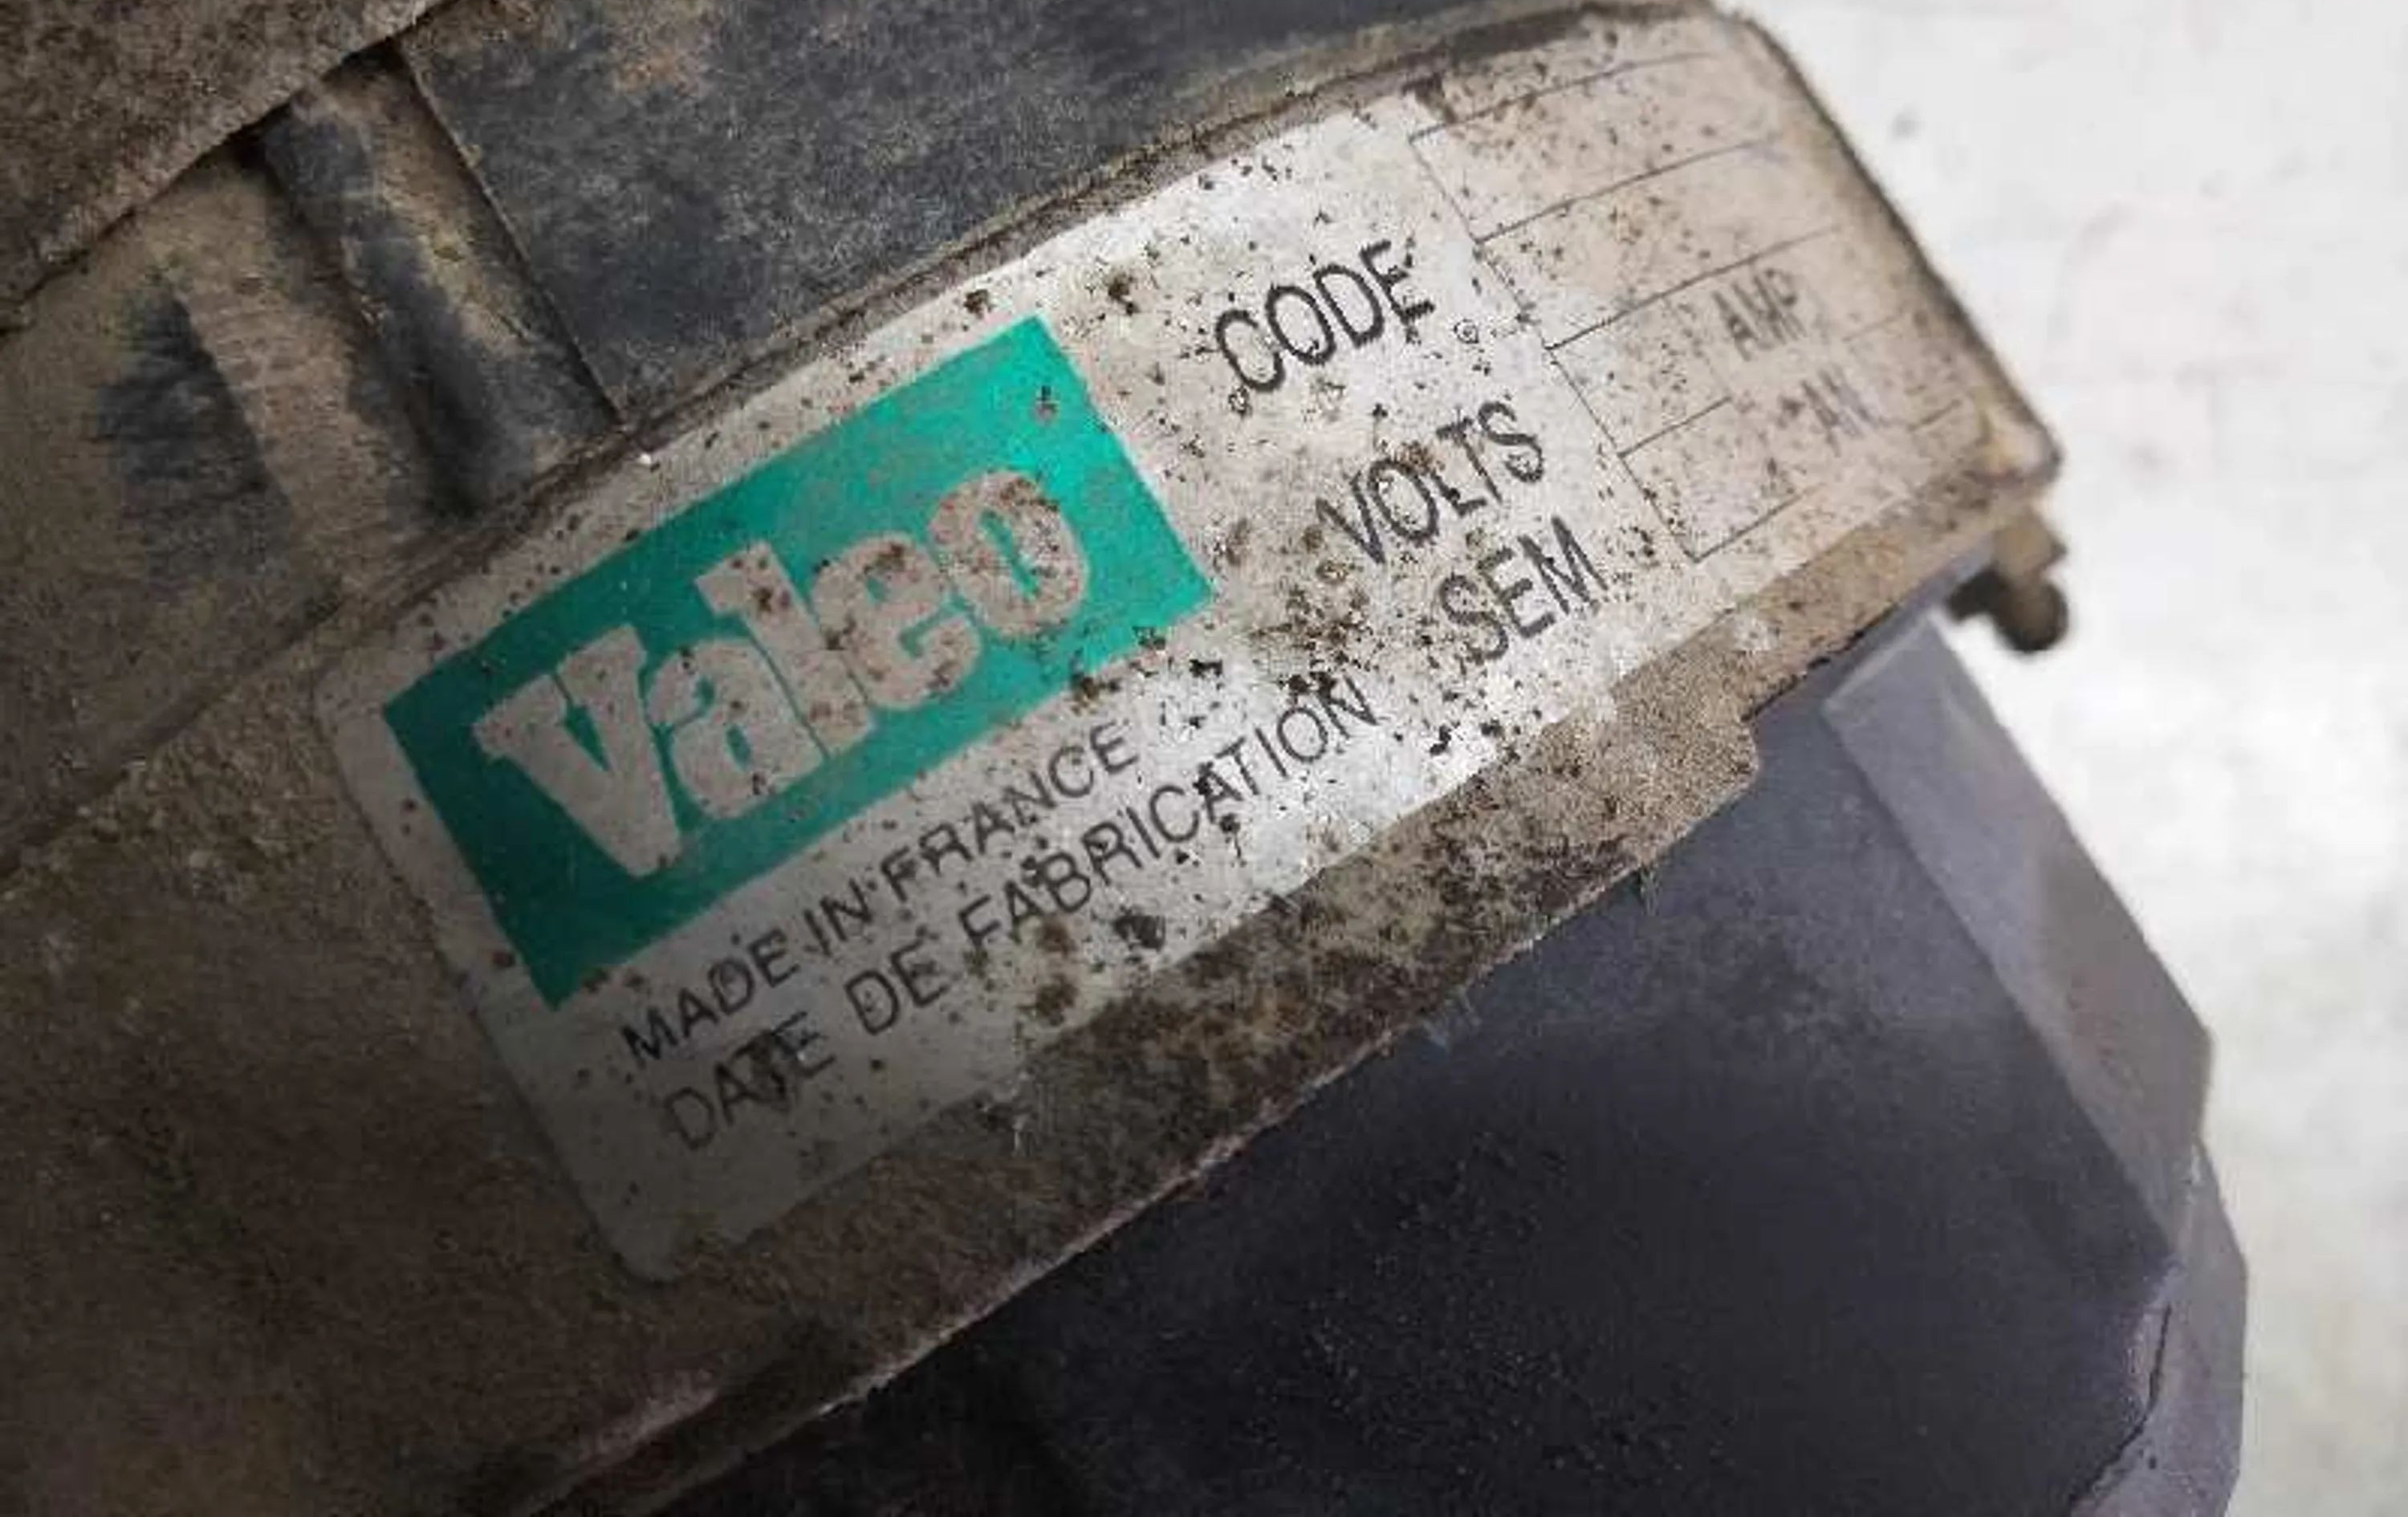 Valeo
CODE
VOLTS AMP
SEM AN
MADE IN FRANCE
DATE DE FABRICATION